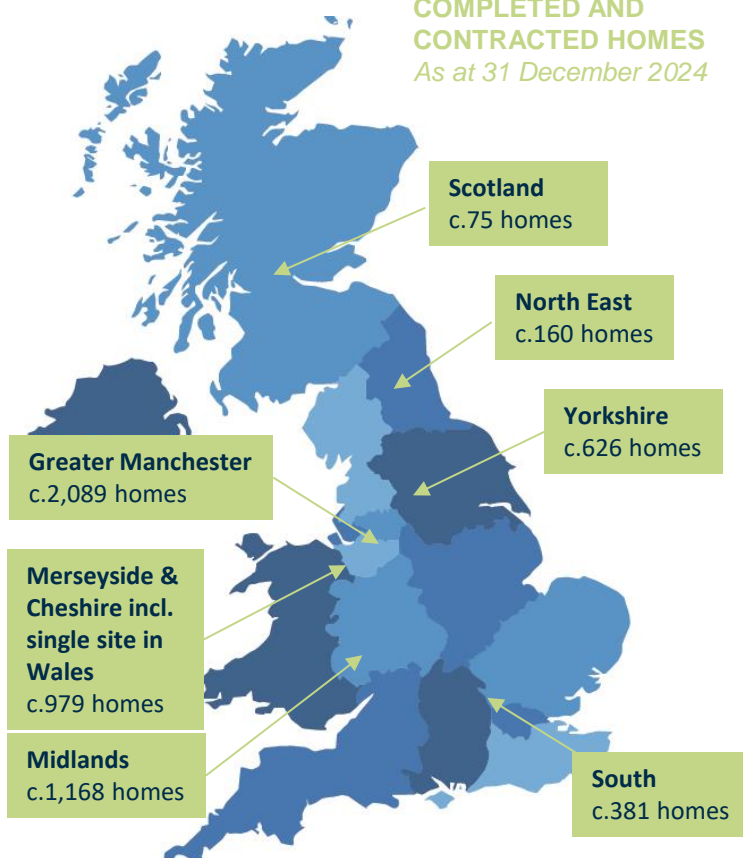 COMPLETED AND
CONTRACTED HOMES
As at 31 December 2024
Scotland
c.75 homes
North East
c.160 homes
Yorkshire
c.626 homes
Greater Manchester
c.2,089 homes
Merseyside &
Cheshire incl.
single site in
Wales
c.979 homes
Midlands
c.1,168 homes
South
c.381 homes